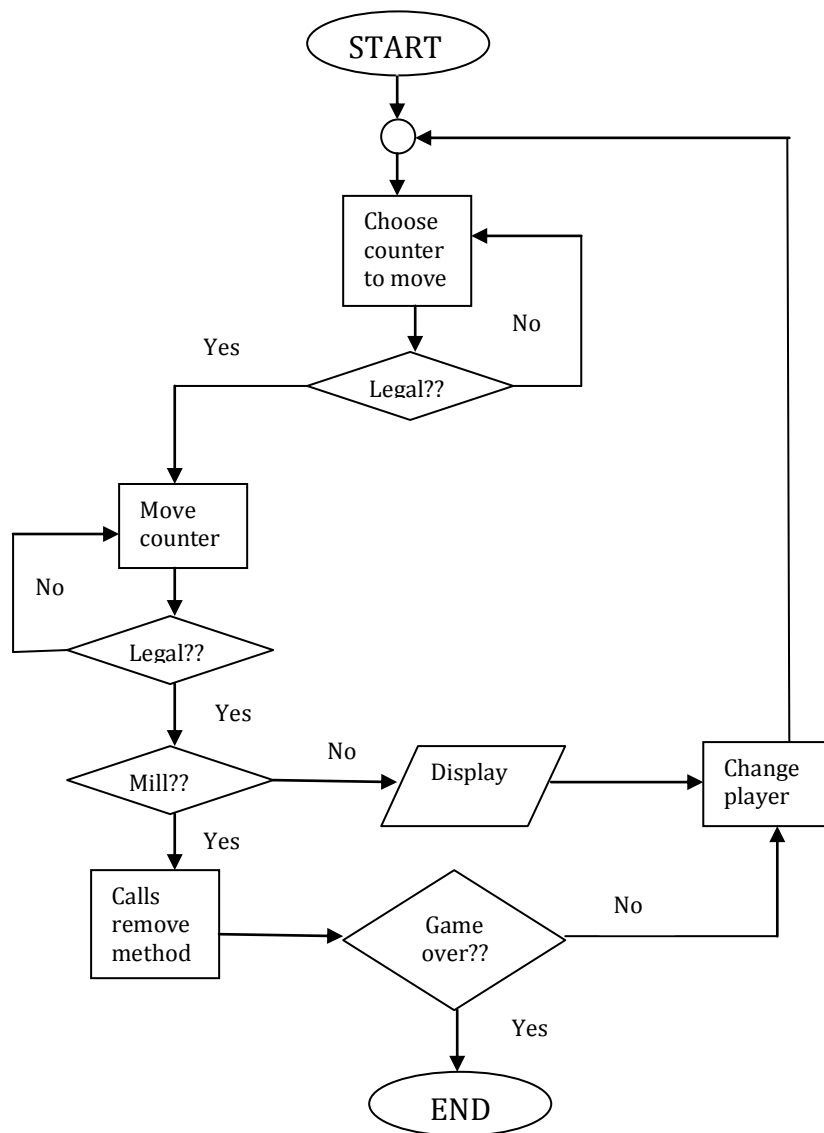 START
Choose
counter
to move
No
Yes
Legal??
Move
counter
No
Legal??
Yes
No
Display
Change
player
Mill??
Yes
Calls
remove
method
Game
over??
No
Yes
END